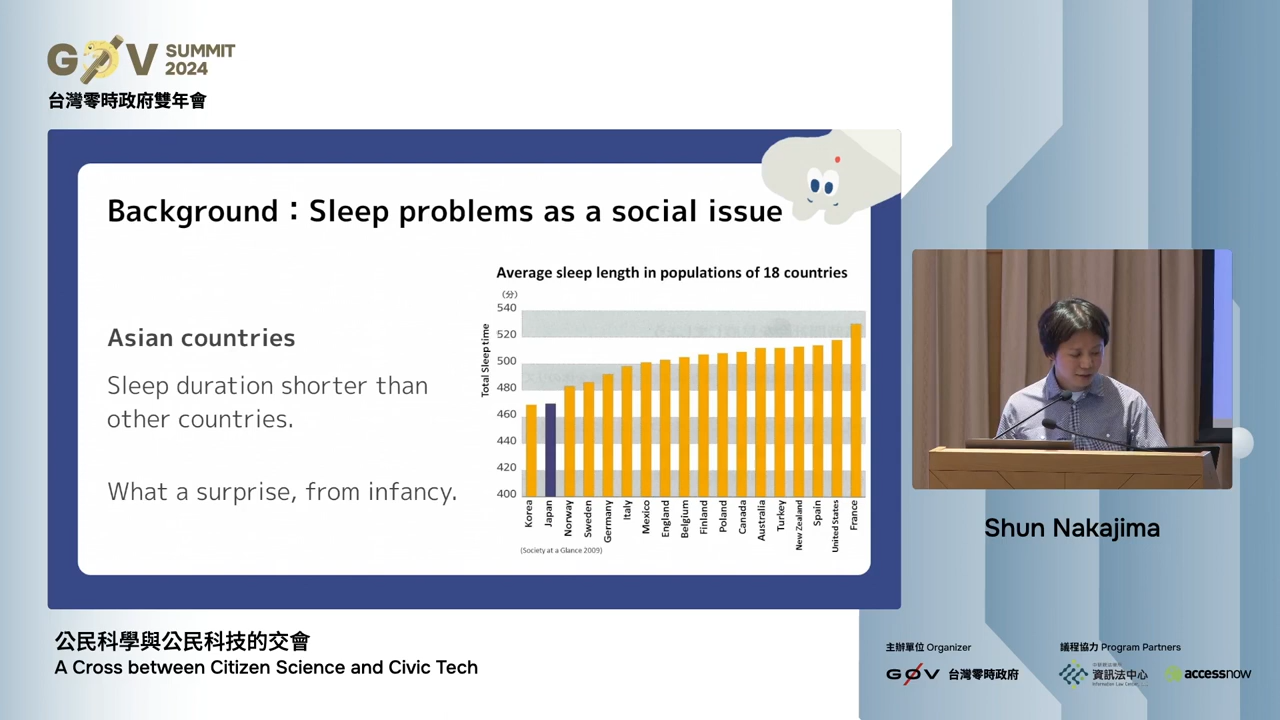 G0V SUMMIT 2024
台灣零時政府雙年會
Background：Sleep problems as a social issue
Asian countries
Sleep duration shorter than
other countries.
What a surprise, from infancy.
Average sleep length in populations of 18 countries
(分)
Total Sleep time
540
520
500
480
460
440
420
400
Korea
Japan
Norway
Sweden
Germany
Italy
Mexico
England
Belgium
Finland
Poland
Canada
Australia
Turkey
New Zealand
Spain
United States
France
(Society at a Glance 2009)
Shun Nakajima
公民科學與公民科技的交會
A Cross between Citizen Science and Civic Tech
主辦單位 Organizer
G0V 台灣零時政府
議程協力 Program Partners
資訊法中心
Information Law Center
accessnow